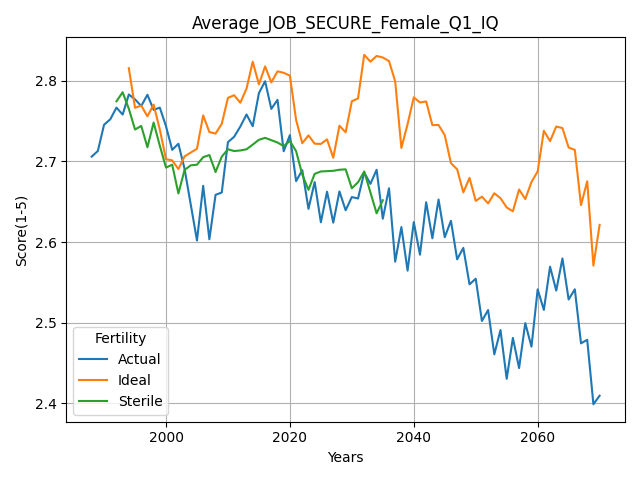 Average_JOB_SECURE_Female_Q1_IQ
Score(1-5)
2.8
2.7
2.6
2.5
2.4
Fertility
Actual
Ideal
Sterile
2000
2020
2040
2060
Years